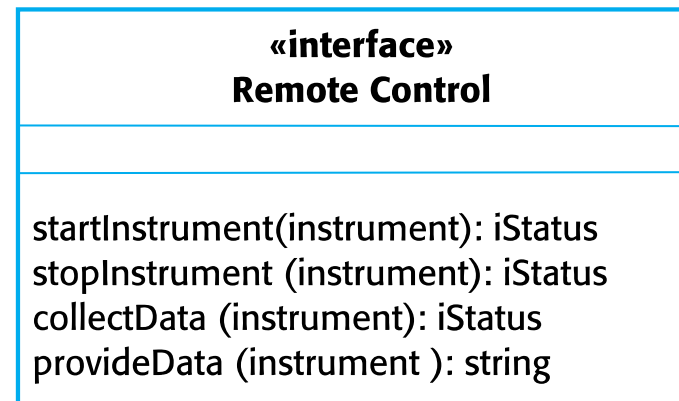 «interface»
Remote Control
startInstrument(instrument): iStatus
stopInstrument (instrument): iStatus
collectData (instrument): iStatus
provideData (instrument ): string